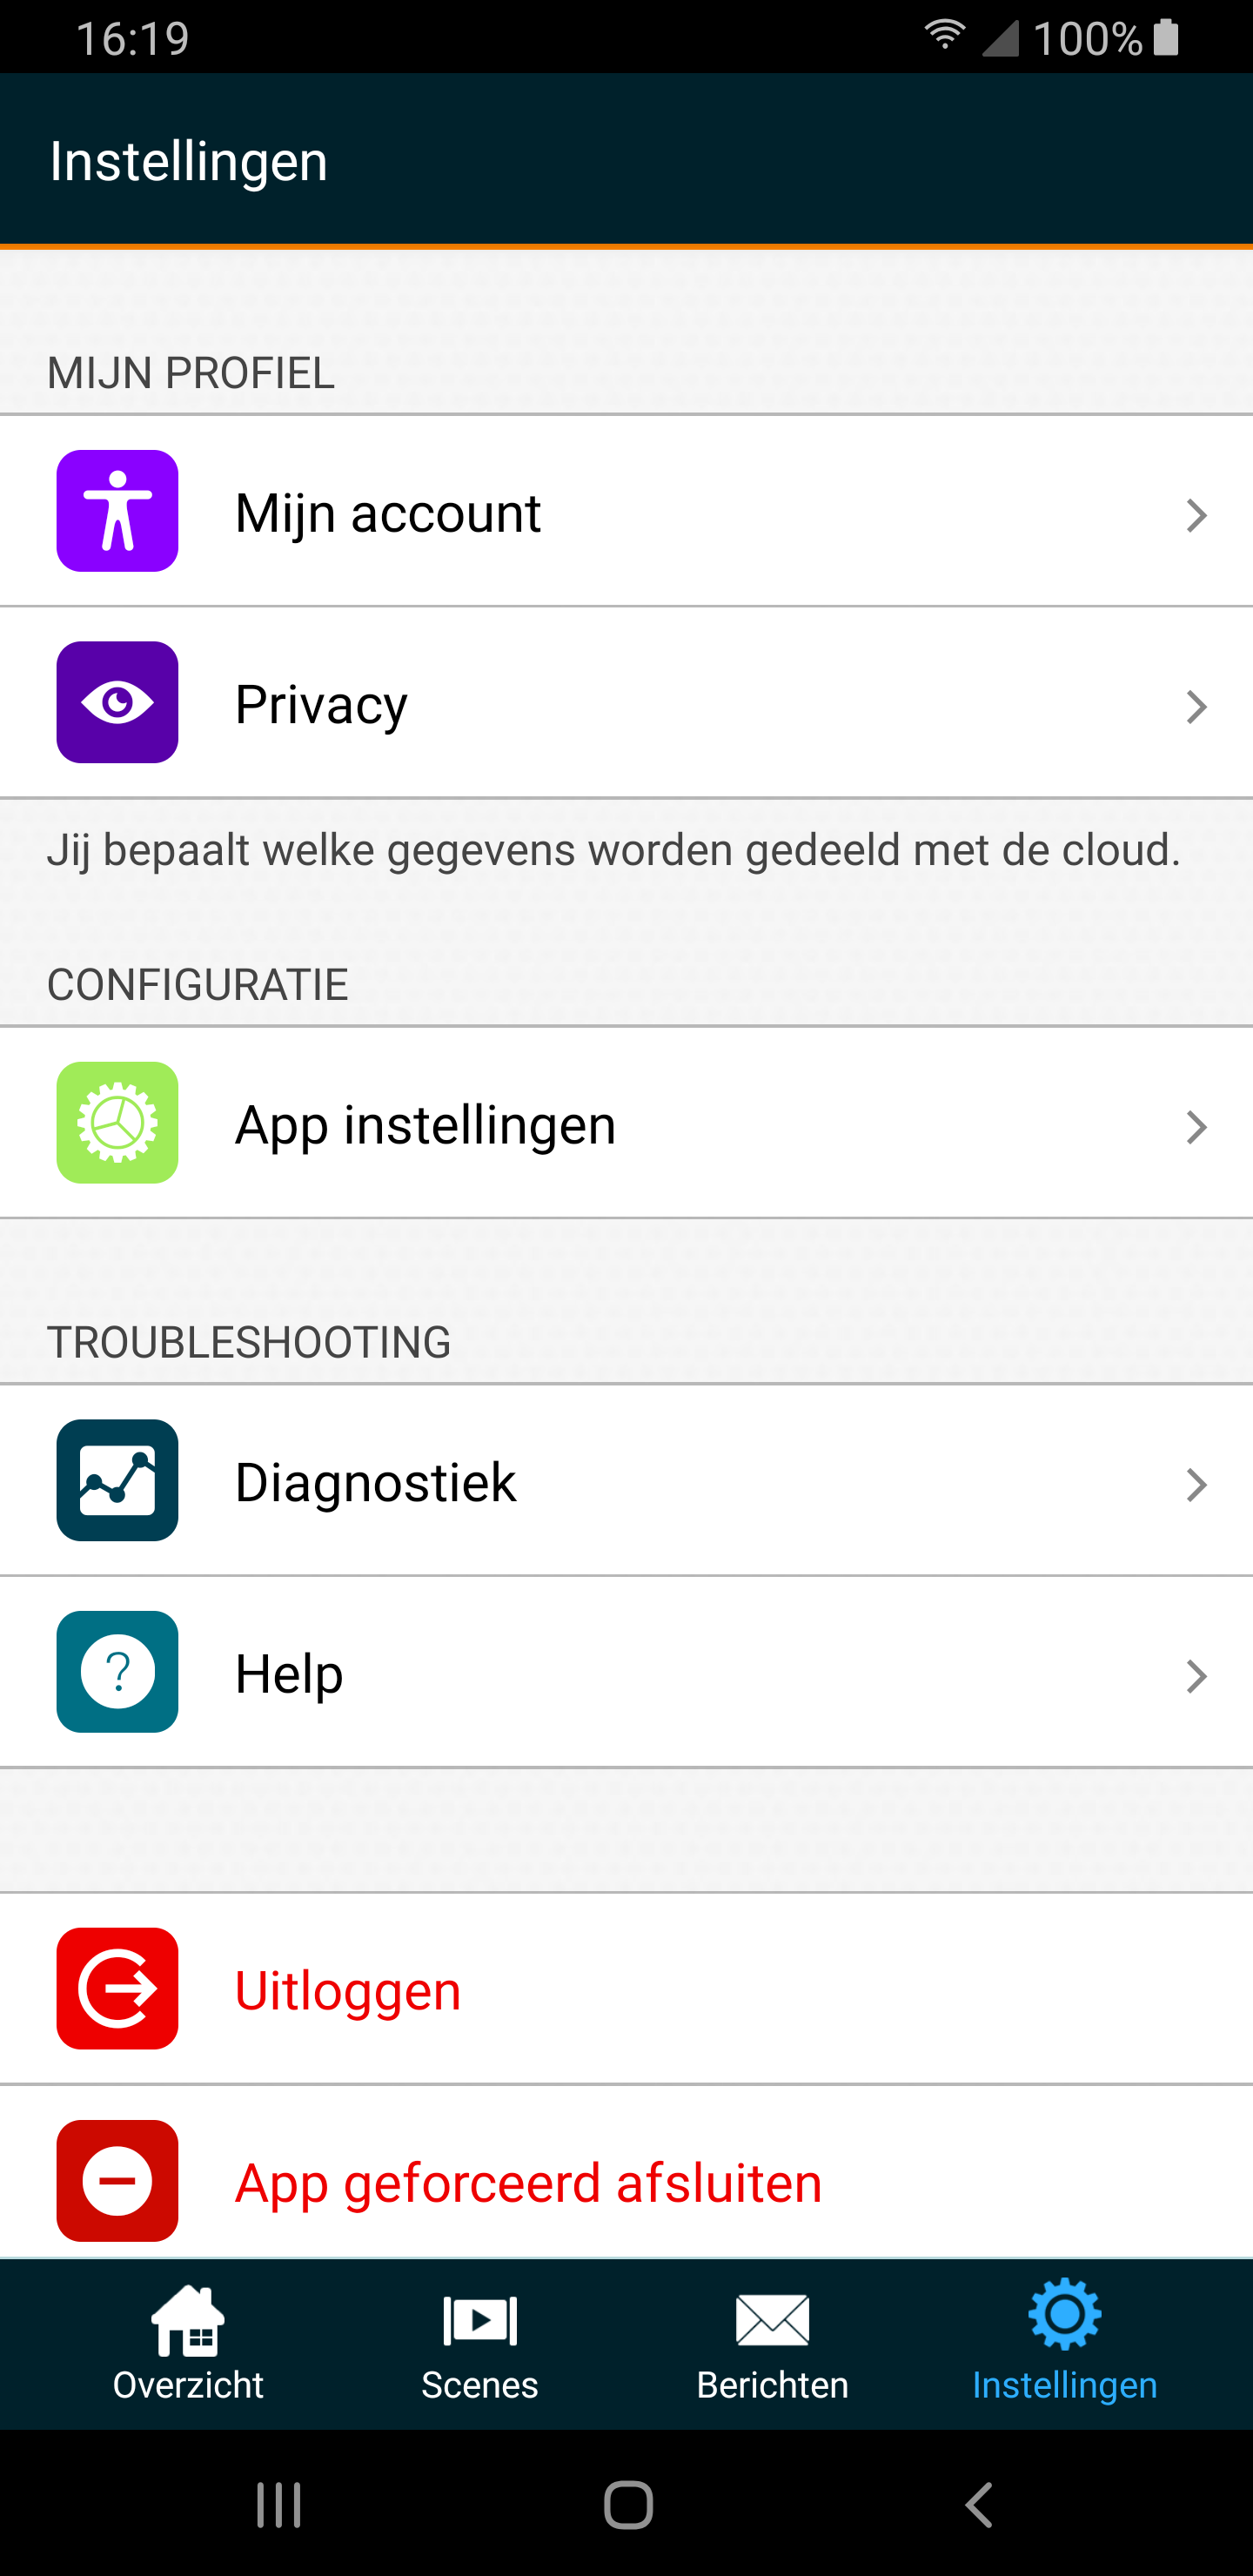 16:19
100%
Instellingen
MIJN PROFIEL
Mijn account
Privacy
Jij bepaalt welke gegevens worden gedeeld met de cloud.
CONFIGURATIE
App instellingen
TROUBLESHOOTING
Diagnostiek
?
Help
Uitloggen
App geforceerd afsluiten
Overzicht
Scenes
Berichten
Instellingen